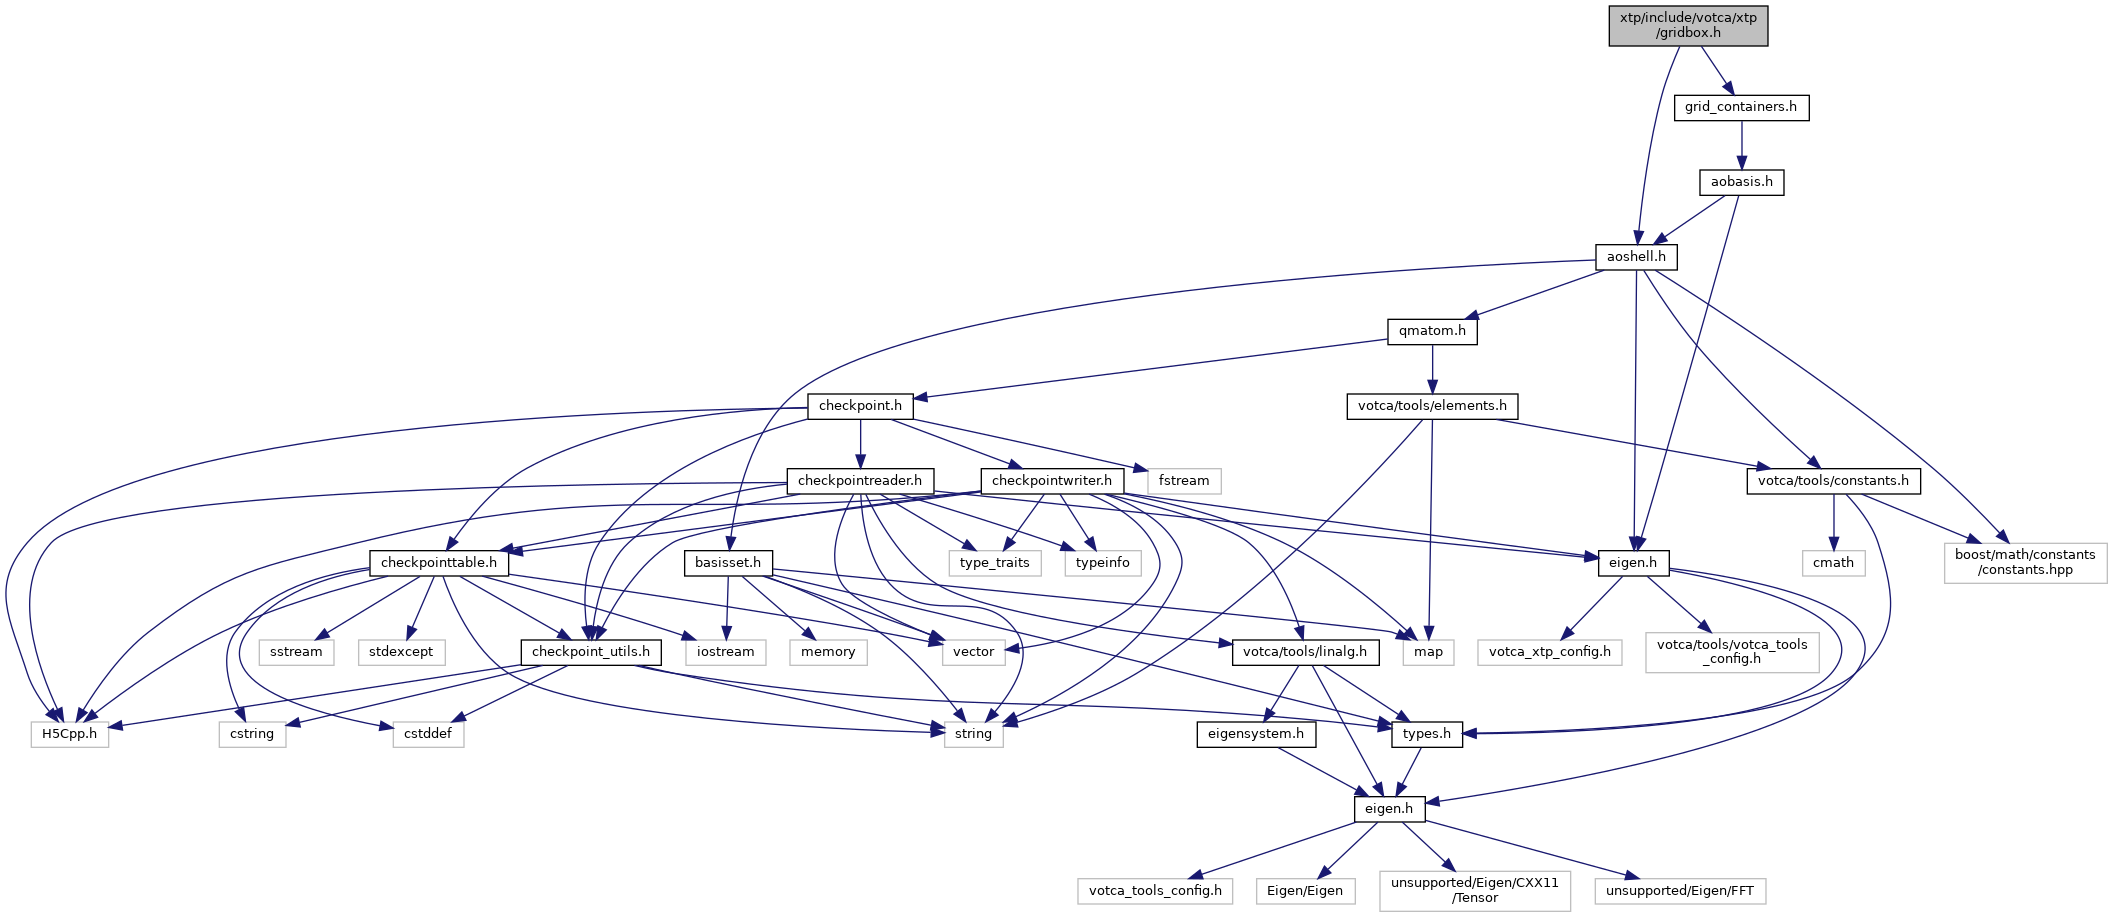 xtp/include/votca/xtp
/gridbox.h
grid_containers.h
aobasis.h
aoshell.h
qmatom.h
checkpoint.h
votca/tools/elements.h
checkpointreader.h
checkpointwriter.h
fstream
votca/tools/constants.h
checkpointtable.h
basisset.h
type_traits
typeinfo
eigen.h
cmath
boost/math/constants
/constants.hpp
sstream
stdexcept
checkpoint_utils.h
iostream
memory
vector
votca/tools/linalg.h
map
votca_xtp_config.h
votca/tools/votca_tools
_config.h
H5Cpp.h
cstring
cstddef
string
eigensystem.h
types.h
eigen.h
votca_tools_config.h
Eigen/Eigen
unsupported/Eigen/CXX11
/Tensor
unsupported/Eigen/FFT